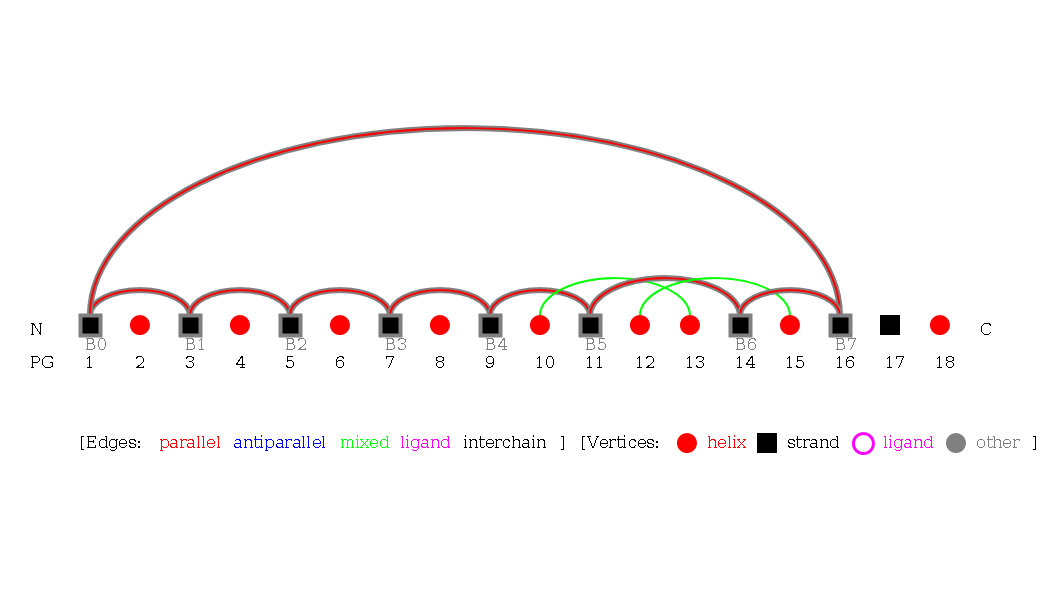 N C
B0 B1 B2 B3 B4 B5 B6 B7
PG 1 2 3 4 5 6 7 8 9 10 11 12 13 14 15 16 17 18
[Edges: parallel antiparallel mixed ligand interchain ] [Vertices: helix strand ligand other ]